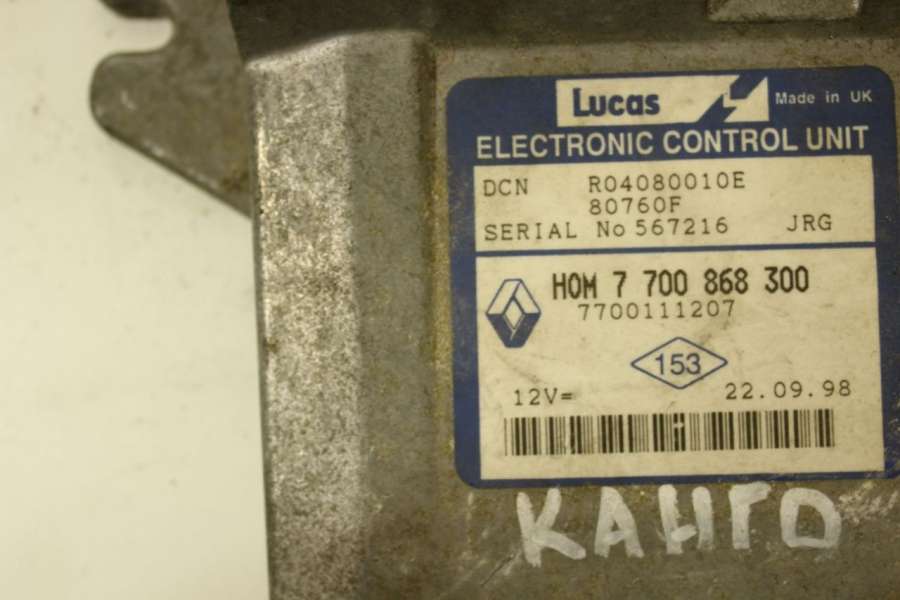 Lucas Made in UK
ELECTRONIC CONTROL UNIT
DCN R04080010E
80760F
SERIAL No 567216 JRG
HOM 7 700 868 300
7700111207
153
12V= 22.09.98
КАНГО